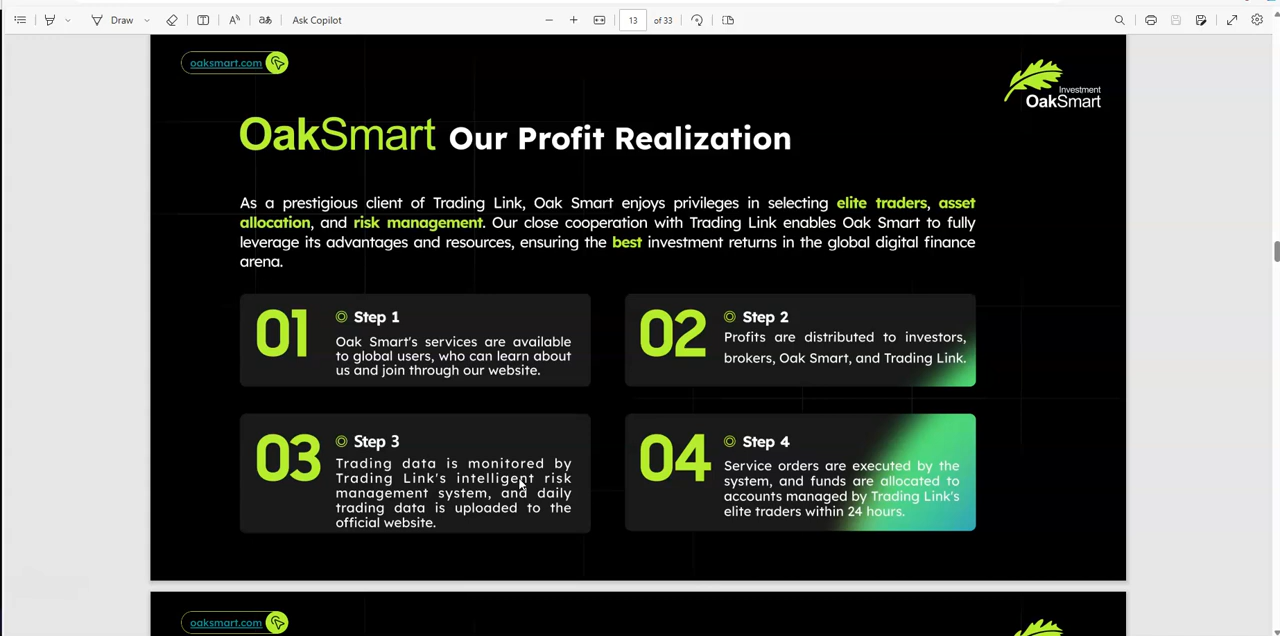 Draw
Ask Copilot
13 of 33
oaksmart.com
Investment
OakSmart
OakSmart Our Profit Realization
As a prestigious client of Trading Link, Oak Smart enjoys privileges in selecting elite traders, asset
allocation, and risk management. Our close cooperation with Trading Link enables Oak Smart to fully
leverage its advantages and resources, ensuring the best investment returns in the global digital finance
arena.
01
Step 1
Oak Smart's services are available
to global users, who can learn about
us and join through our website.
02
Step 2
Profits are distributed to investors,
brokers, Oak Smart, and Trading Link.
03
Step 3
Trading data is monitored by
Trading Link's intelligent risk
management system, and daily
trading data is uploaded to the
official website.
04
Step 4
Service orders are executed by the
system, and funds are allocated to
accounts managed by Trading Link's
elite traders within 24 hours.
oaksmart.com